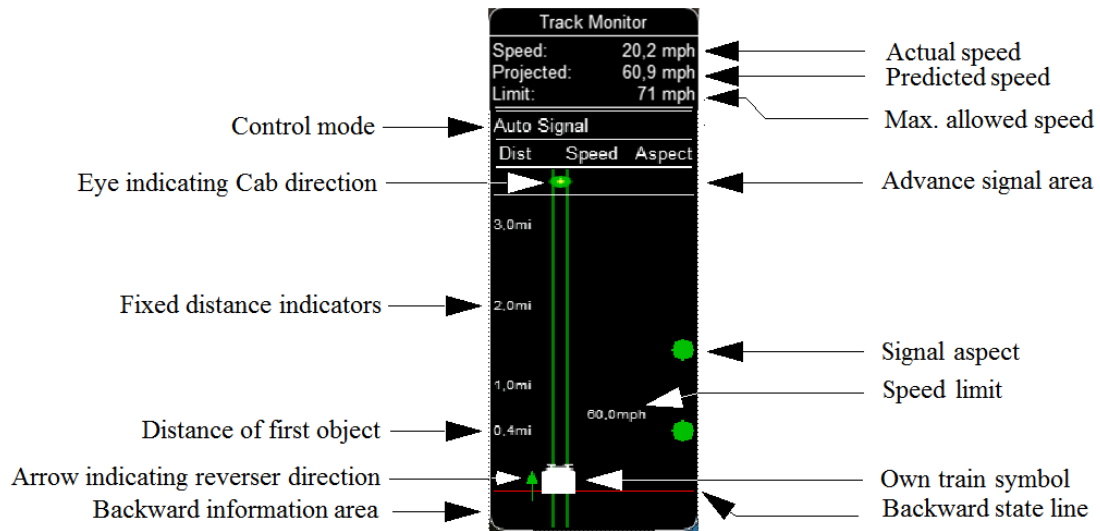 Track Monitor
Speed: 20,2 mph
Actual speed
Projected: 60,9 mph
Predicted speed
Limit: 71 mph
Max. allowed speed
Control mode
Auto Signal
Dist Speed Aspect
Eye indicating Cab direction
Advance signal area
3,0mi
Fixed distance indicators
2,0mi
Signal aspect
1,0mi
Speed limit
60,0mph
Distance of first object
0,4mi
Arrow indicating reverser direction
Own train symbol
Backward information area
Backward state line